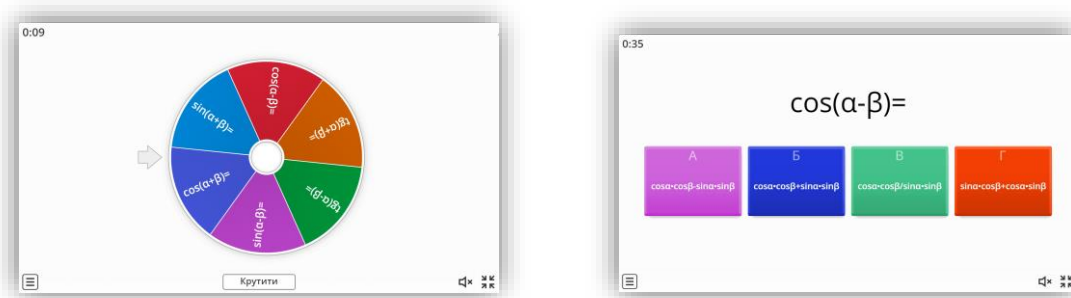 0:09
cos(α-β)=
sin(α+β)=
tg(α+β)=
cos(α+β)=
tg(α-β)=
sin(α-β)=
Крутити
0:35
cos(α-β)=
А
Б
В
Г
cosα•cosβ-sinα•sinβ
cosα•cosβ+sinα•sinβ
cosα•cosβ/sinα•sinβ
sinα•cosβ+cosα•sinβ